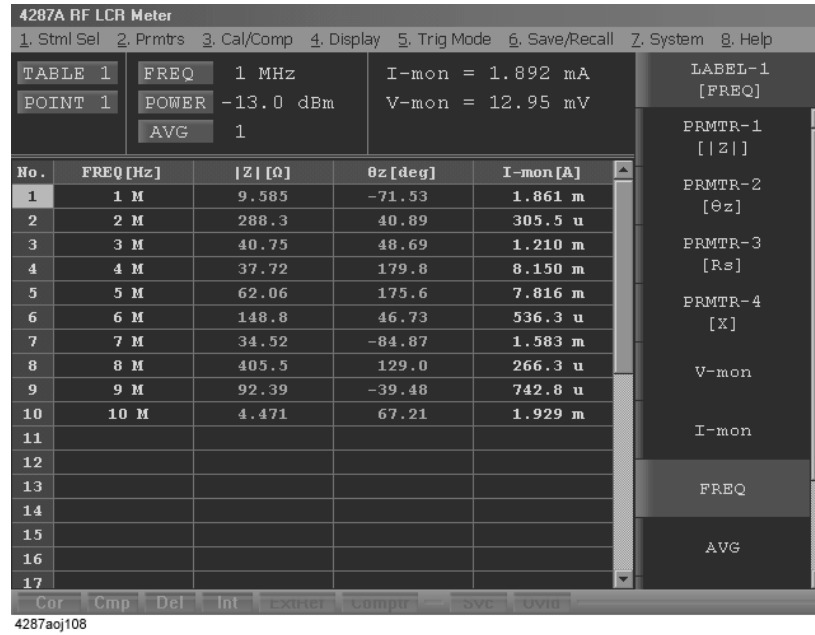 4287A RF LCR Meter
1. Stml Sel 2. Prmtrs 3. Cal/Comp 4. Display 5. Trig Mode 6. Save/Recall 7. System 8. Help
TABLE 1 FREQ 1 MHz I-mon = 1.892 mA
POINT 1 POWER -13.0 dBm V-mon = 12.95 mV
AVG 1
No. FREQ[Hz] |Z|[Ω] θz[deg] I-mon[A]
1 1 M 9.585 -71.53 1.861 m
2 2 M 288.3 40.89 305.5 u
3 3 M 40.75 48.69 1.210 m
4 4 M 37.72 179.8 8.150 m
5 5 M 62.06 175.6 7.816 m
6 6 M 148.8 46.73 536.3 u
7 7 M 34.52 -84.87 1.583 m
8 8 M 405.5 129.0 266.3 u
9 9 M 92.39 -39.48 742.8 u
10 10 M 4.471 67.21 1.929 m
11
12
13
14
15
16
17
LABEL-1
[FREQ]
PRMTR-1
[|Z|]
PRMTR-2
[θz]
PRMTR-3
[Rs]
PRMTR-4
[X]
V-mon
I-mon
FREQ
AVG
Cor Cmp Del Int ExtRef Comptr --- Svc Ovld
4287aoj108